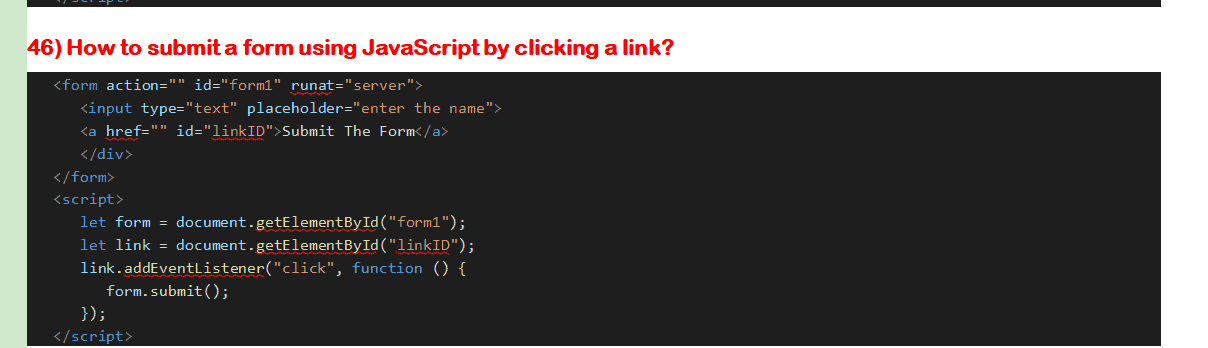 46) How to submit a form using JavaScript by clicking a link?
<form action="" id="form1" runat="server">
<input type="text" placeholder="enter the name">
<a href="" id="linkID">Submit The Form</a>
</div>
</form>
<script>
let form = document.getElementById("form1");
let link = document.getElementById("linkID");
link.addEventListener("click", function () {
form.submit();
});
</script>